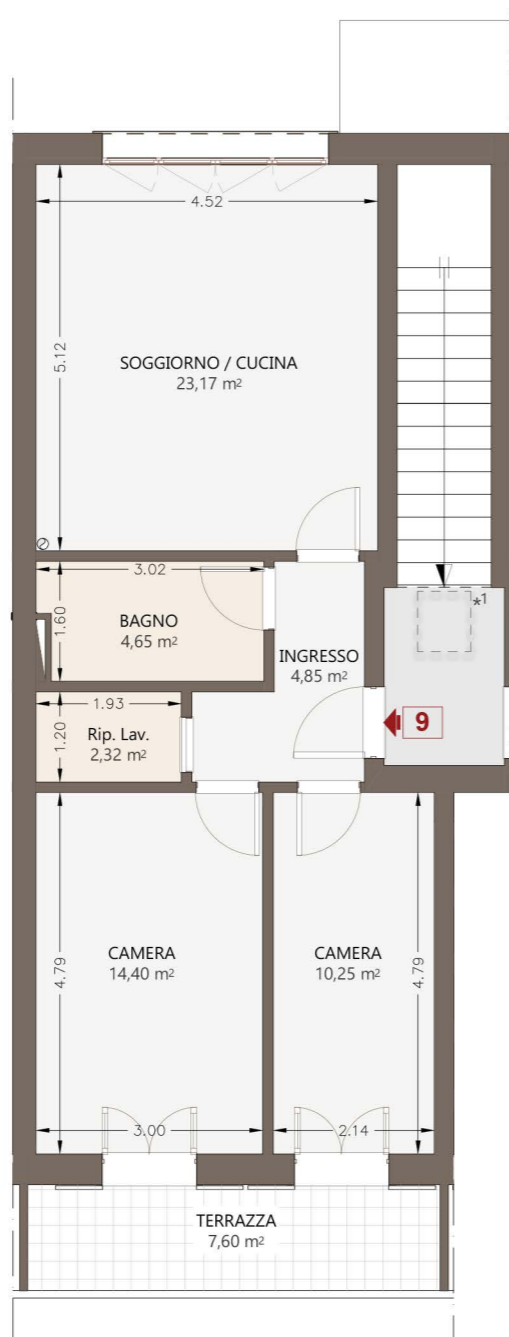 4.52
5.12
SOGGIORNO / CUCINA
23,17 m²
3.02
1.60
BAGNO
4,65 m²
*1
INGRESSO
4,85 m²
1.93
1.20
Rip. Lav.
2,32 m²
9
CAMERA
14,40 m²
4.79
3.00
CAMERA
10,25 m²
4.79
2.14
TERRAZZA
7,60 m²